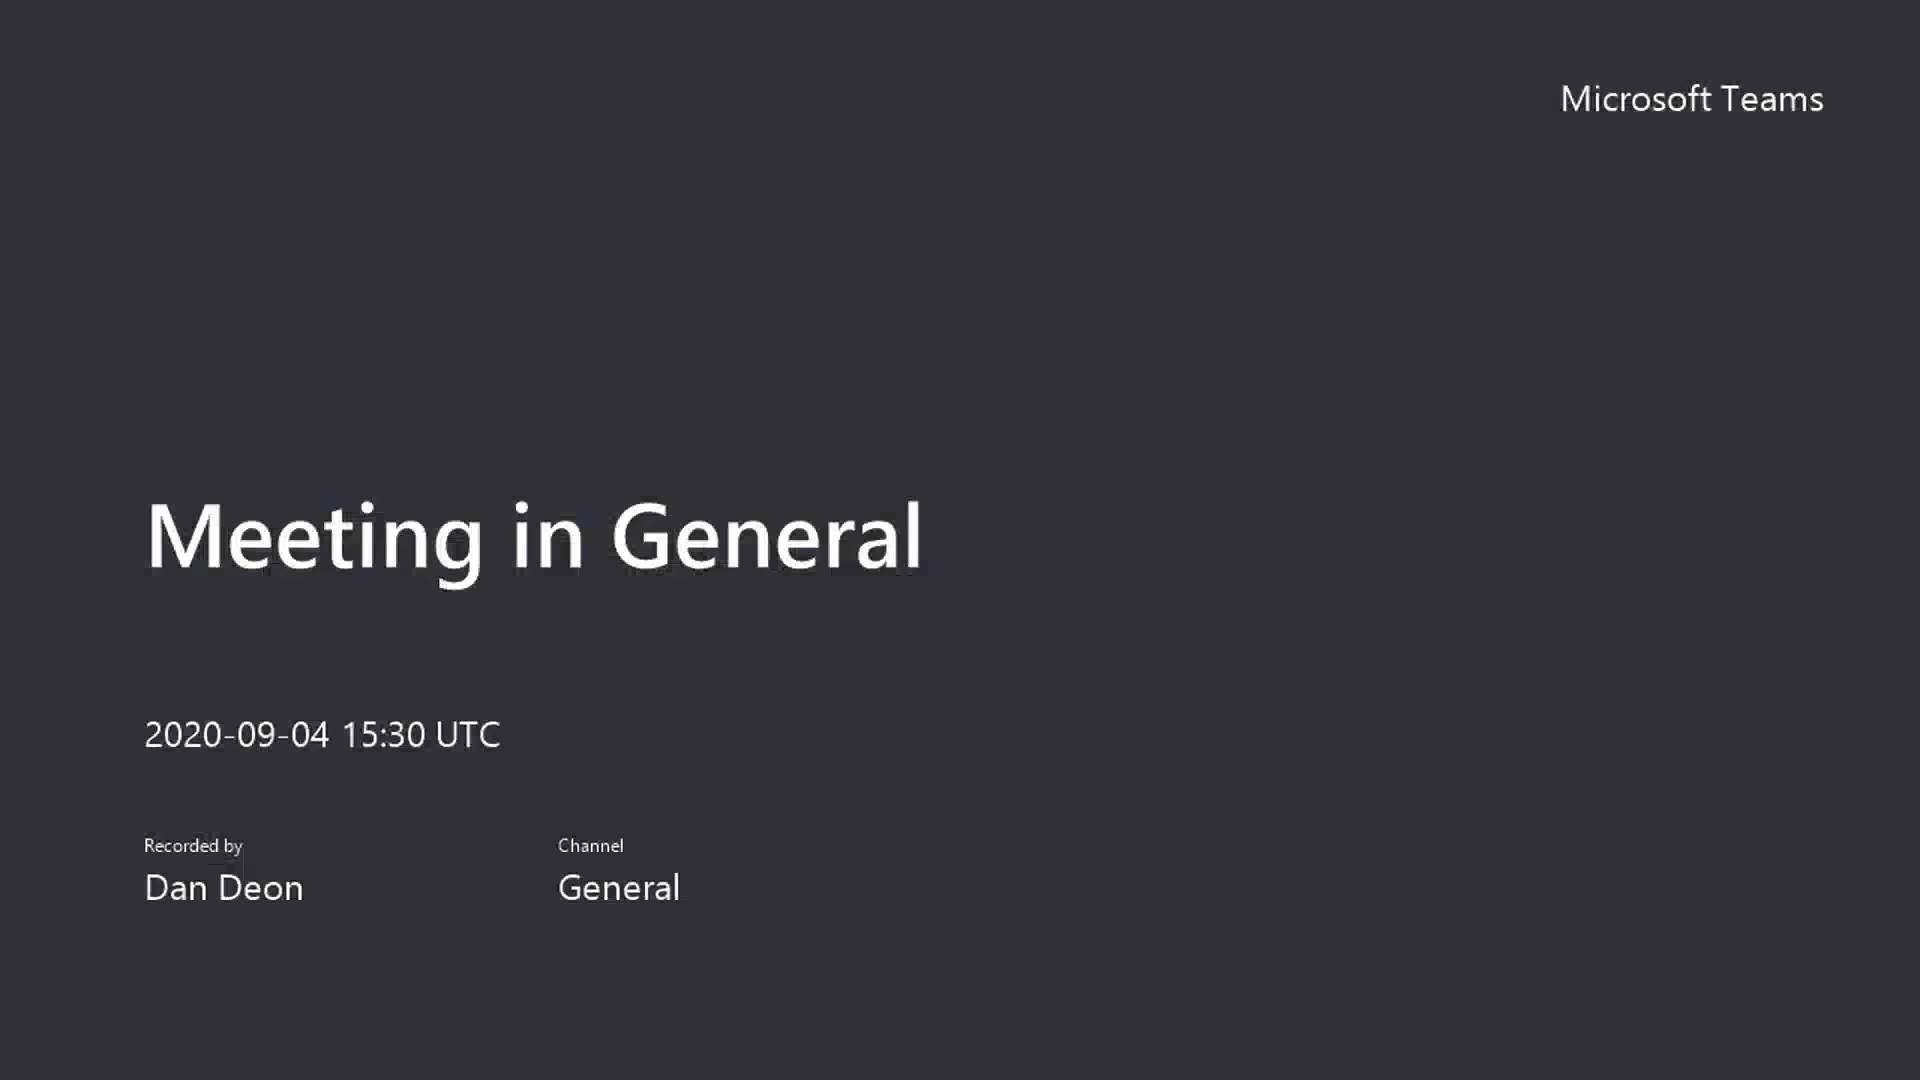 Microsoft Teams
Meeting in General
2020-09-04 15:30 UTC
Recorded by
Dan Deon
Channel
General